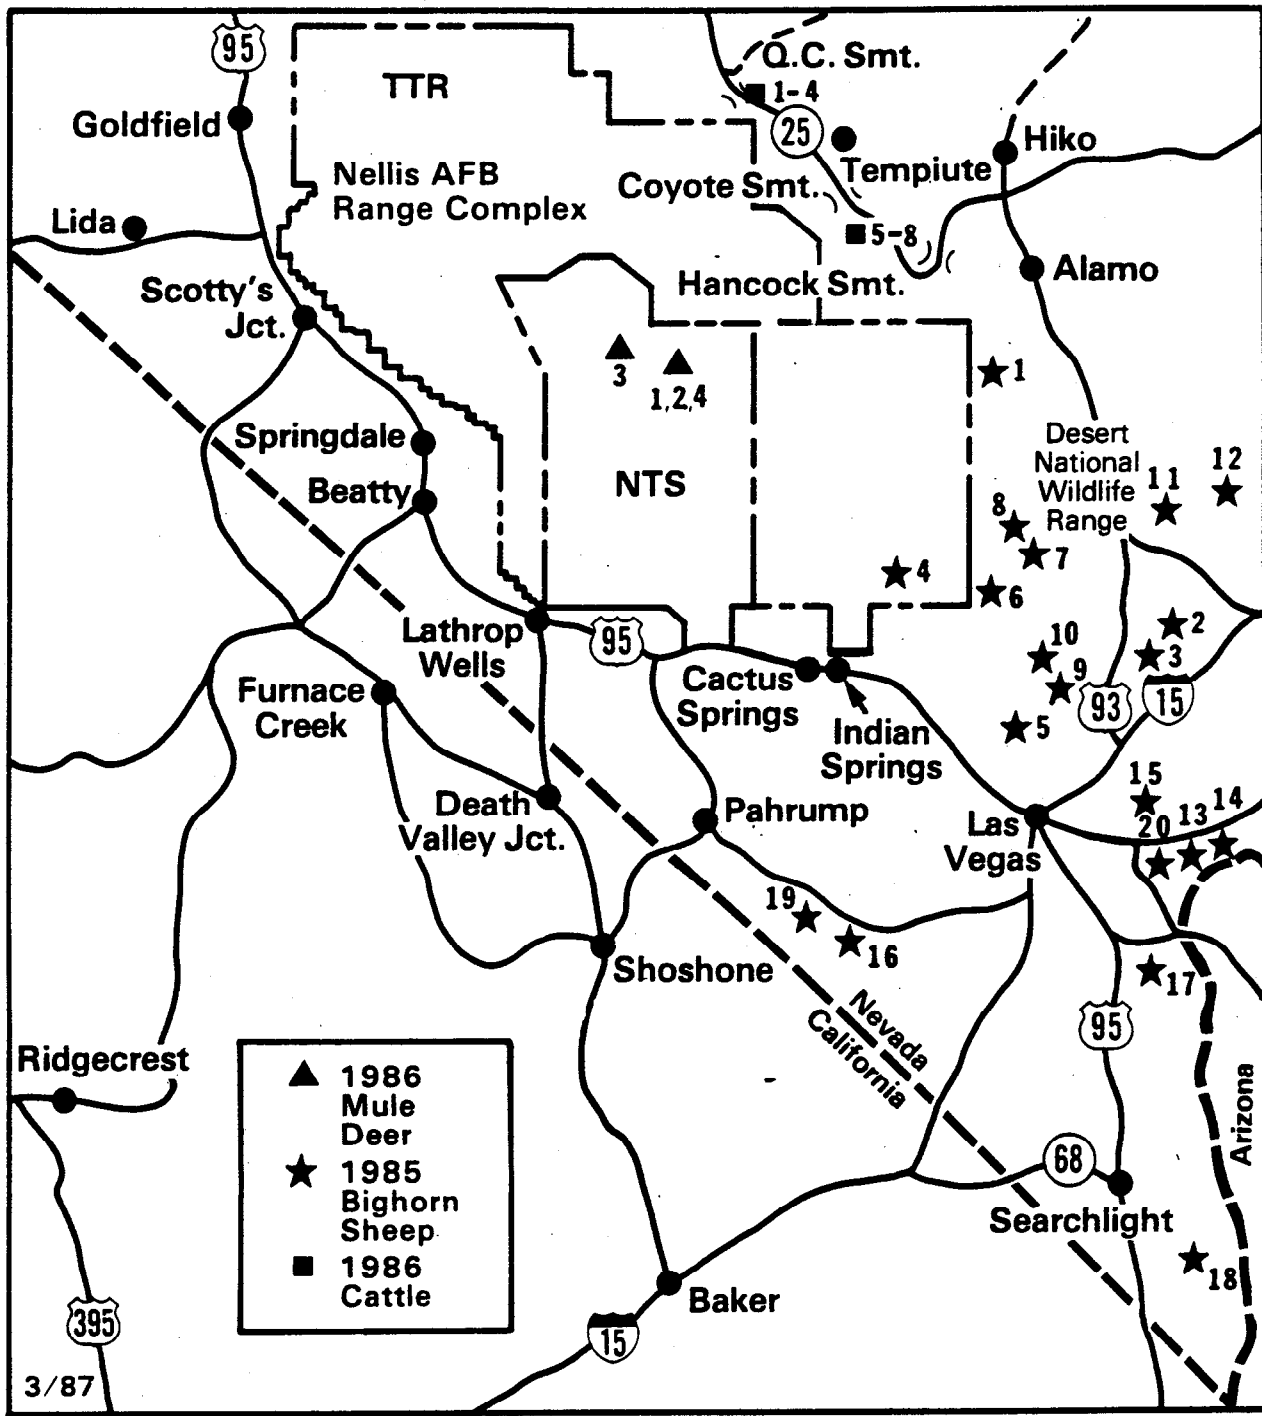 95
Q.C. Smt.
TTR
1-4
Goldfield
25
Hiko
Tempiute
Nellis AFB
Range Complex
Coyote Smt.
Lida
5-8
Alamo
Scotty's
Jct.
Hancock Smt.
3
1,2,4
1
Springdale
Desert
National
Wildlife
Range
Beatty
NTS
11
12
8
7
4
6
Lathrop
Wells
95
2
10
3
9
Cactus
Springs
93
15
Furnace
Creek
5
Indian
Springs
Death
Valley Jct.
Pahrump
Las
Vegas
15
14
13
20
19
16
Shoshone
17
Nevada
California
95
Ridgecrest
Arizona
1986
Mule
Deer
1985
Bighorn
Sheep
1986
Cattle
68
Searchlight
18
Baker
395
15
3/87